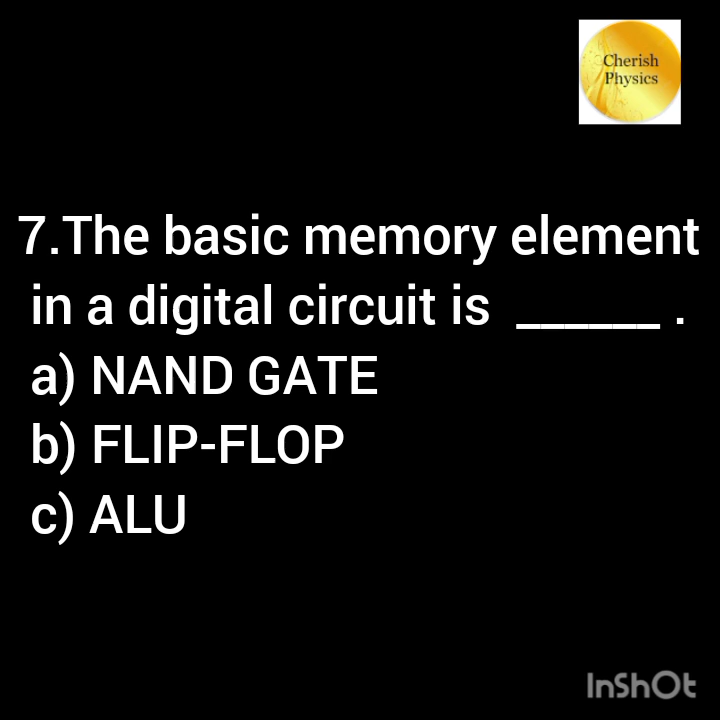 Cherish
Physics
7.The basic memory element
in a digital circuit is ______ .
a) NAND GATE
b) FLIP-FLOP
c) ALU
InShOt